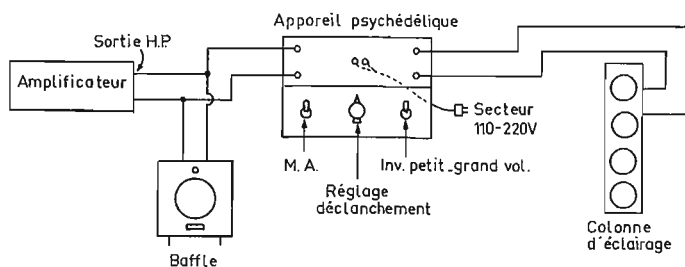 Appareil psychédélique
Sortie H.P.
Amplificateur
Secteur
110-220V
M.A.
Inv. petit_grand vol.
Réglage
déclanchement
Baffle
Colonne
d'éclairage